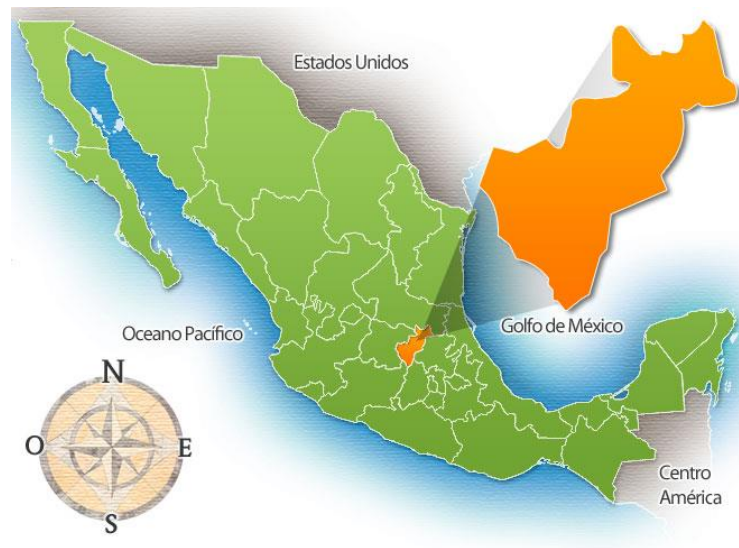 Estados Unidos
Golfo de México
Oceano Pacífico
N
O
E
S
Centro
América